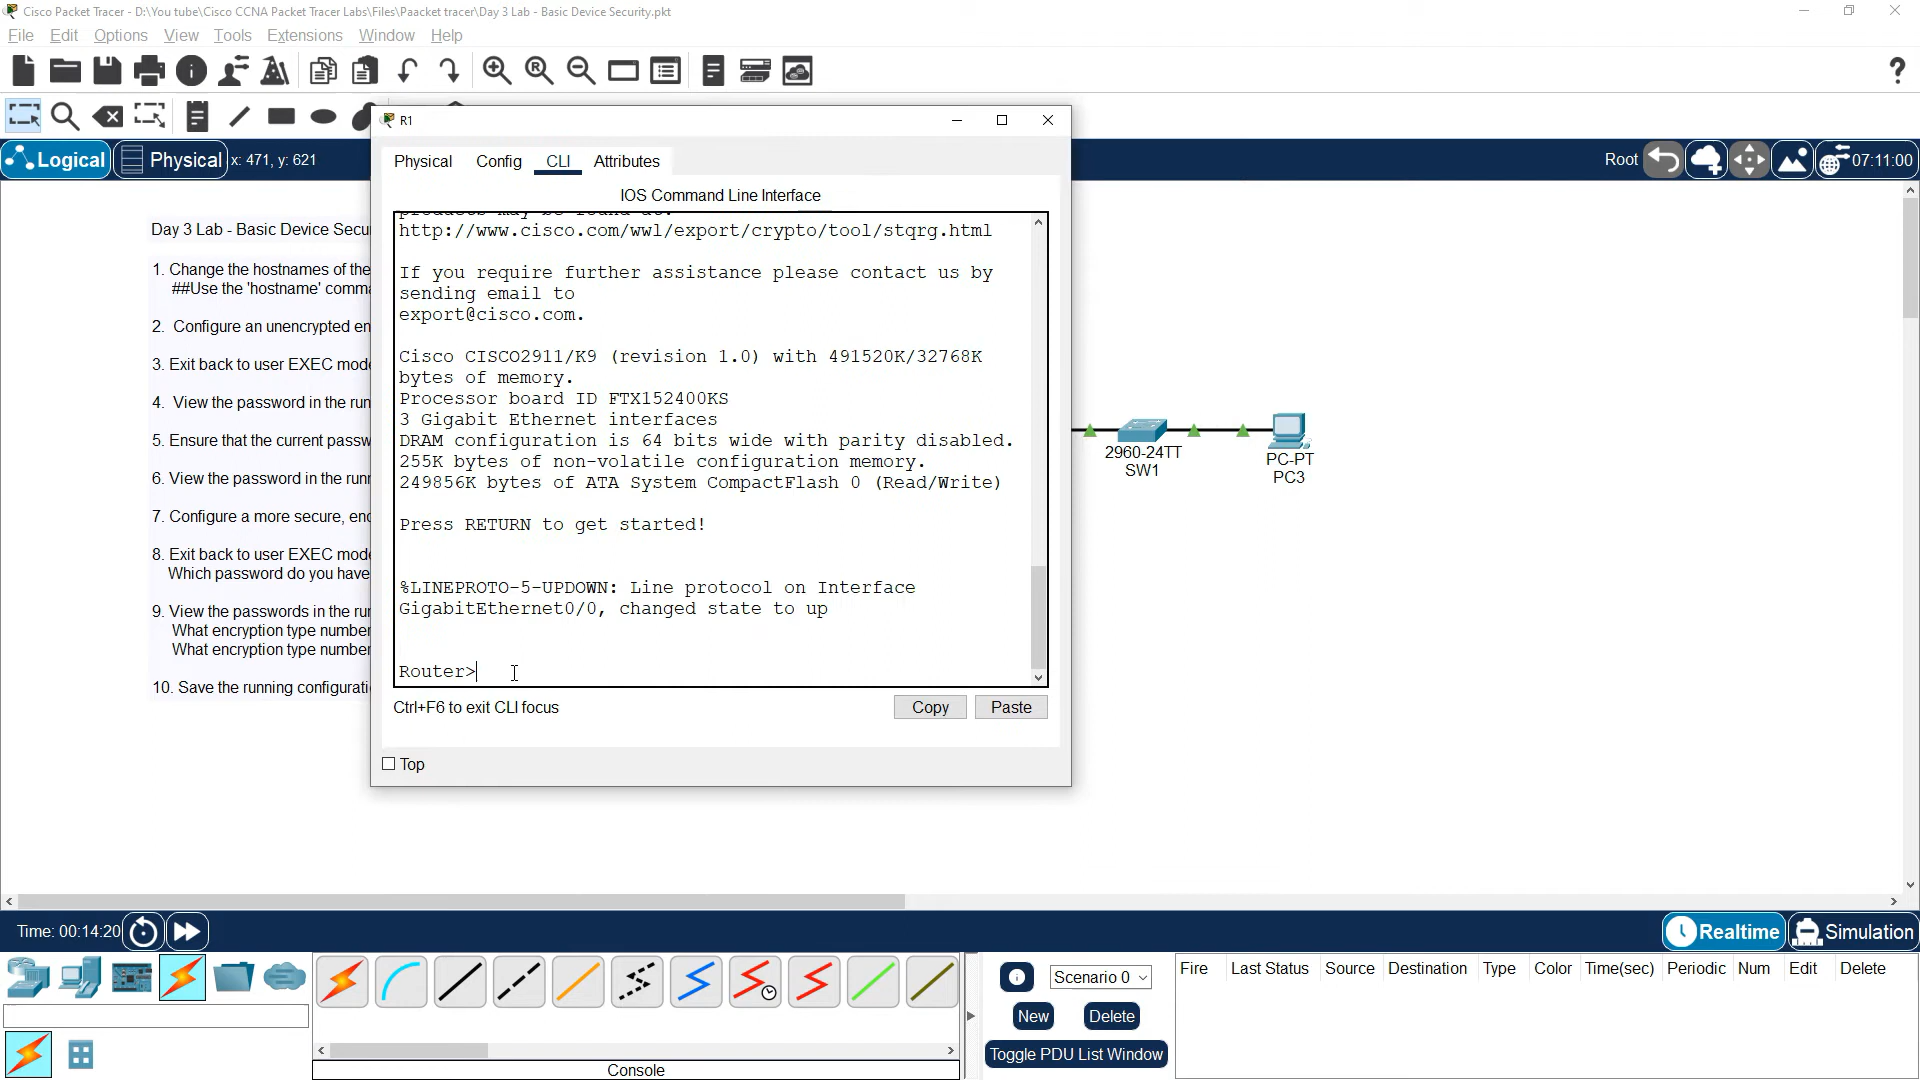 Cisco Packet Tracer - D:\You tube\Cisco CCNA Packet Tracer Labs\Files\Paacket tracer\Day 3 Lab - Basic Device Security.pkt
File Edit Options View Tools Extensions Window Help
Logical Physical x: 471, y: 621
Root 07:11:00
Day 3 Lab - Basic Device Secu
1. Change the hostnames of the
##Use the 'hostname' comma
2. Configure an unencrypted en
3. Exit back to user EXEC mode
4. View the password in the run
5. Ensure that the current passw
6. View the password in the runn
7. Configure a more secure, enc
8. Exit back to user EXEC mode
Which password do you have
9. View the passwords in the run
What encryption type number
What encryption type number
10. Save the running configurati
R1
Physical Config CLI Attributes
IOS Command Line Interface
products may be found at:
http://www.cisco.com/wwl/export/crypto/tool/stqrg.html
If you require further assistance please contact us by
sending email to
export@cisco.com.
Cisco CISCO2911/K9 (revision 1.0) with 491520K/32768K
bytes of memory.
Processor board ID FTX152400KS
3 Gigabit Ethernet interfaces
DRAM configuration is 64 bits wide with parity disabled.
255K bytes of non-volatile configuration memory.
249856K bytes of ATA System CompactFlash 0 (Read/Write)
Press RETURN to get started!
%LINEPROTO-5-UPDOWN: Line protocol on Interface
GigabitEthernet0/0, changed state to up
Router>
Ctrl+F6 to exit CLI focus
Copy Paste
Top
2960-24TT
SW1
PC-PT
PC3
Time: 00:14:20
Realtime Simulation
Console
Scenario 0
New Delete
Toggle PDU List Window
Fire Last Status Source Destination Type Color Time(sec) Periodic Num Edit Delete